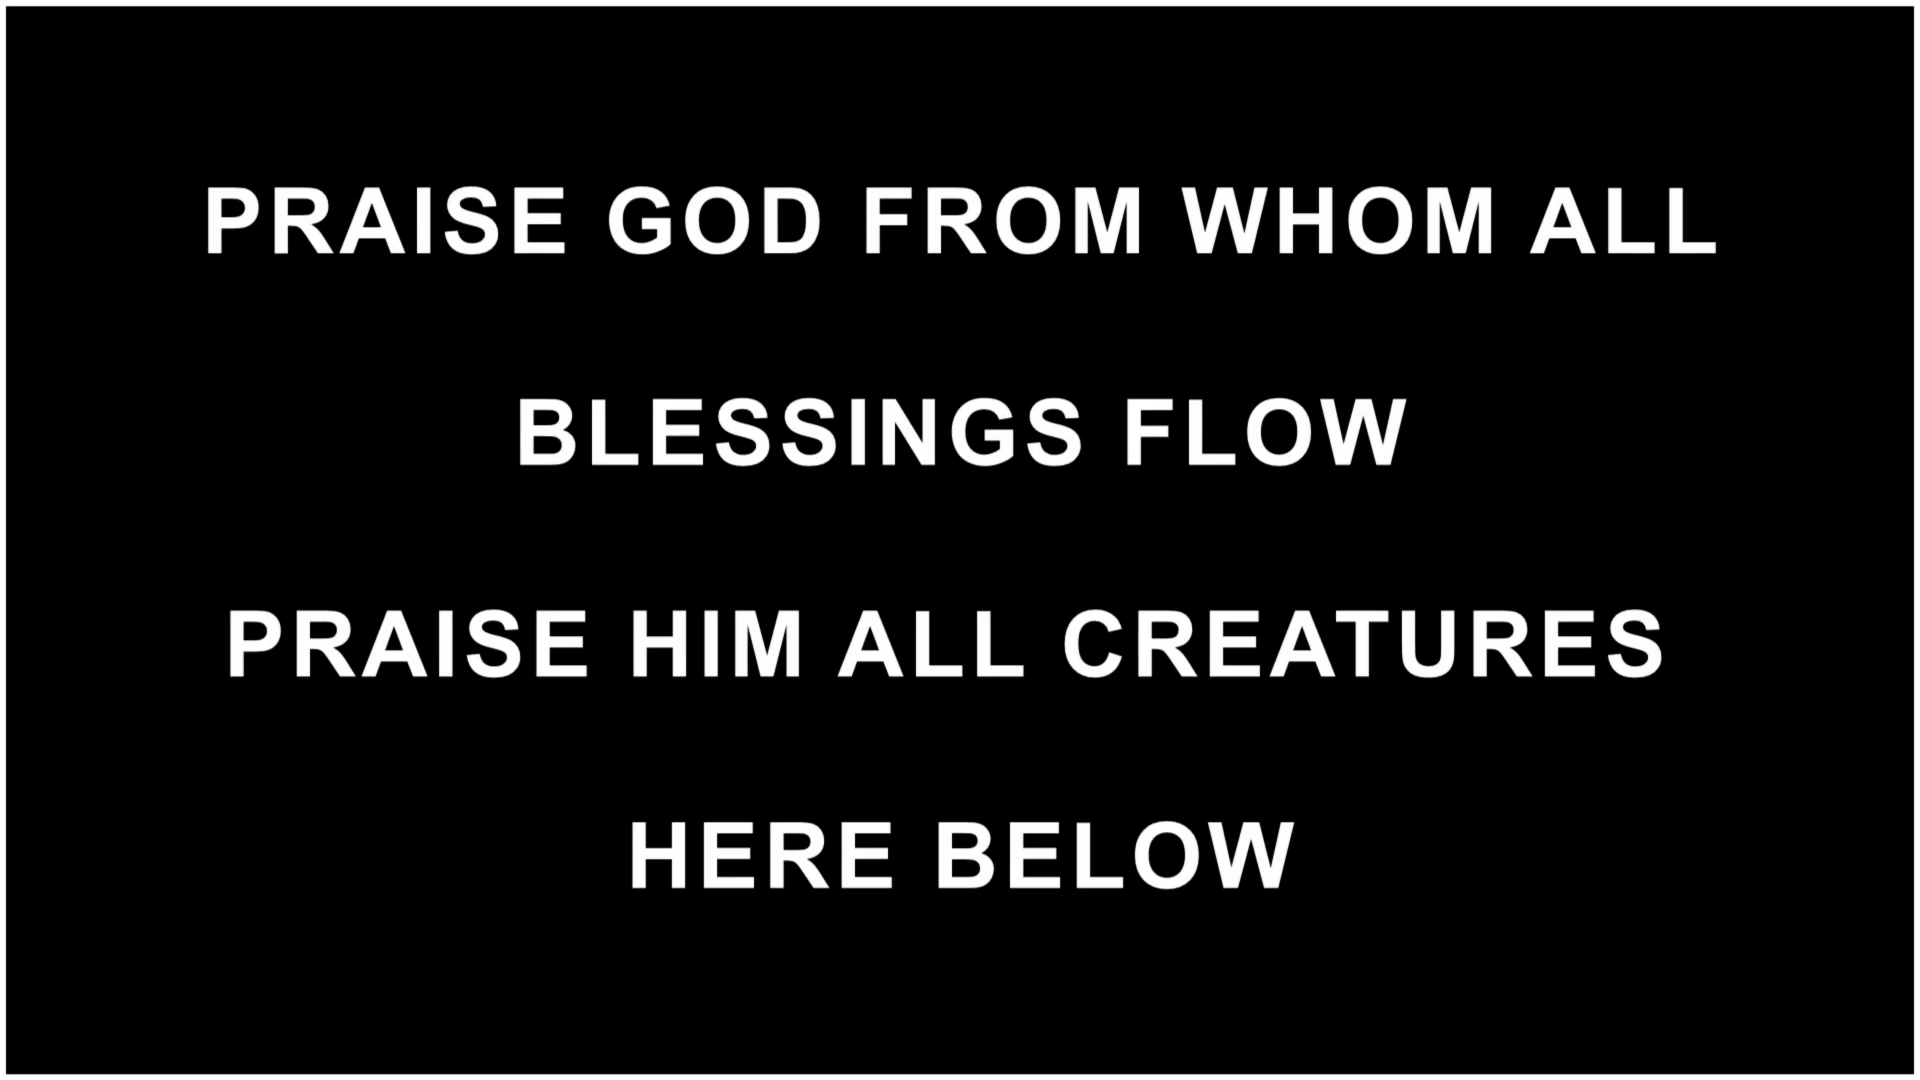 PRAISE GOD FROM WHOM ALL
BLESSINGS FLOW
PRAISE HIM ALL CREATURES
HERE BELOW